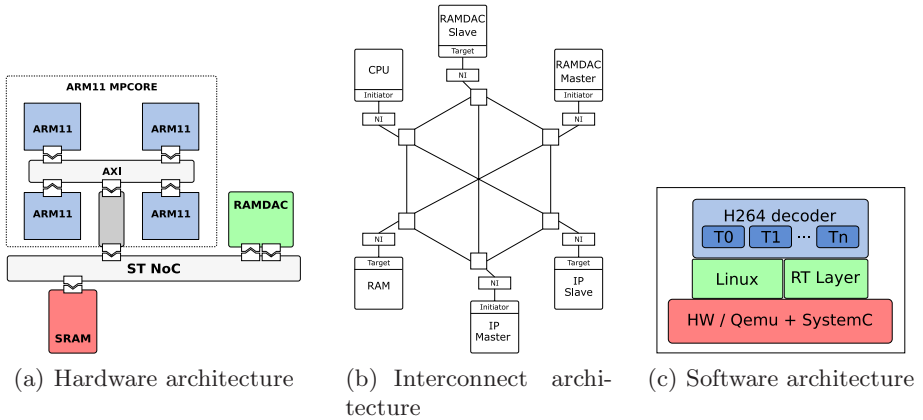 ARM11 MPCORE
ARM11
ARM11
AXI
ARM11
ARM11
RAMDAC
ST NoC
SRAM
(a) Hardware architecture
RAMDAC
Slave
Target
NI
CPU
Initiator
NI
RAMDAC
Master
Initiator
NI
NI
Target
RAM
NI
Initiator
IP
Master
NI
Target
IP
Slave
(b) Interconnect archi-
tecture
H264 decoder
T0 T1 ... Tn
Linux RT Layer
HW / Qemu + SystemC
(c) Software architecture